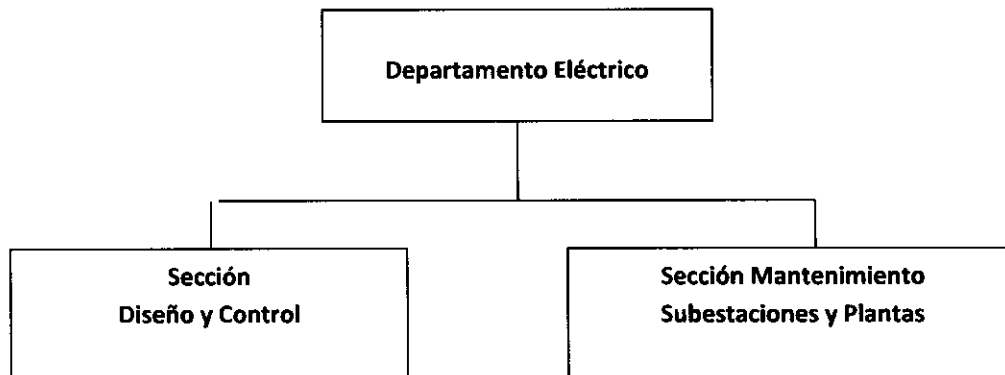 Departamento Eléctrico
Sección
Diseño y Control
Sección Mantenimiento
Subestaciones y Plantas